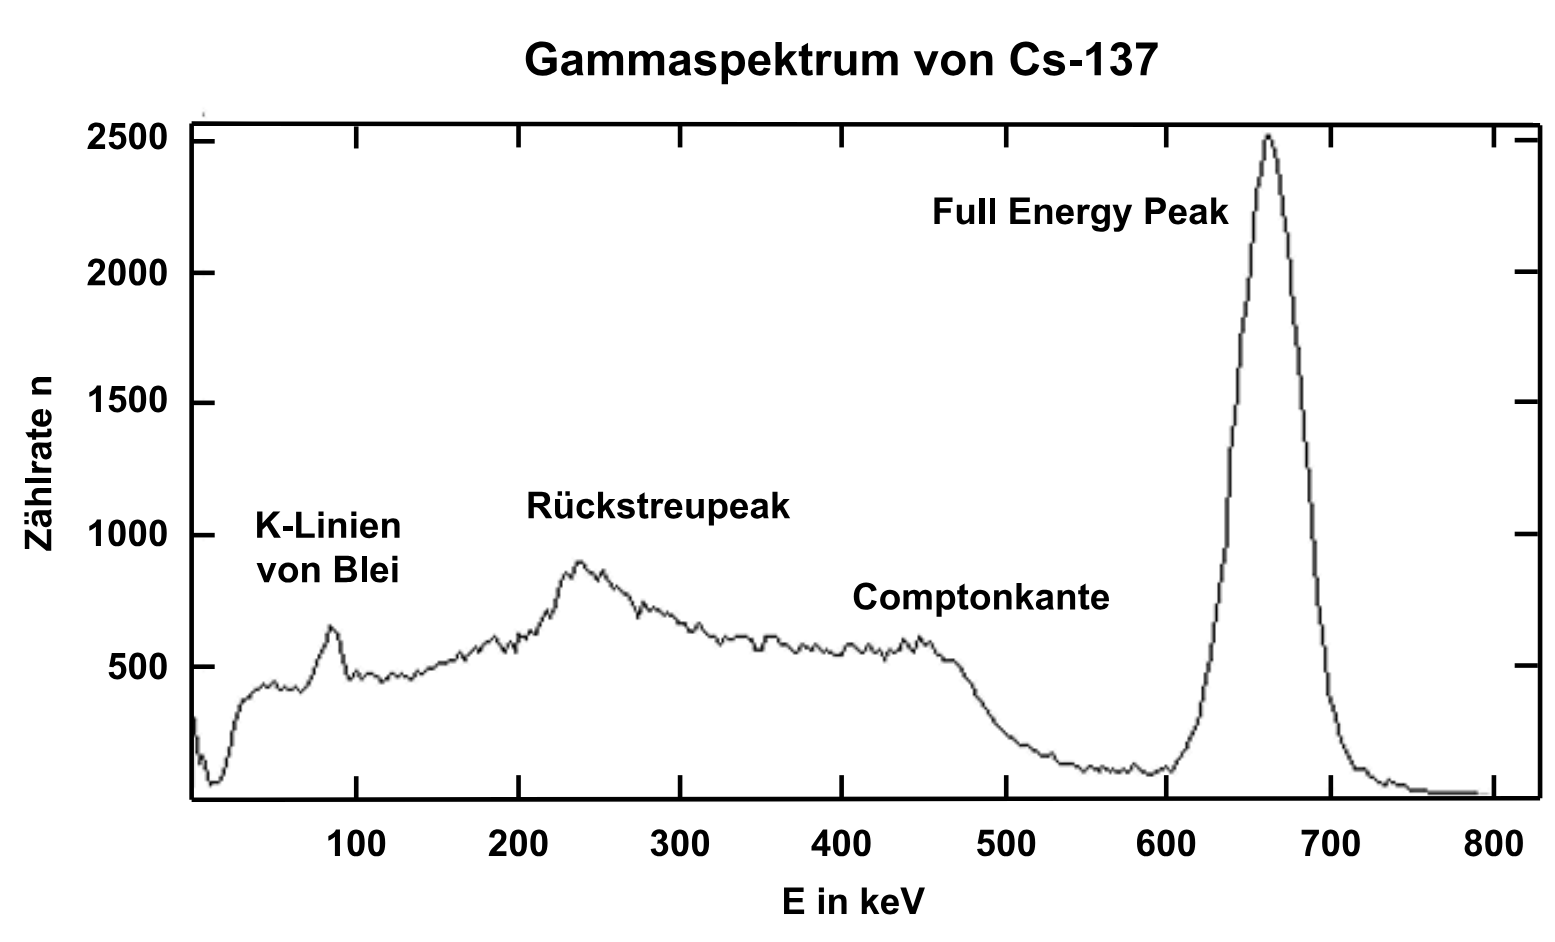 Gammaspektrum von Cs-137
2500
2000
1500
1000
500
Zählrate n
Full Energy Peak
Rückstreupeak
K-Linien
von Blei
Comptonkante
100 200 300 400 500 600 700 800
E in keV